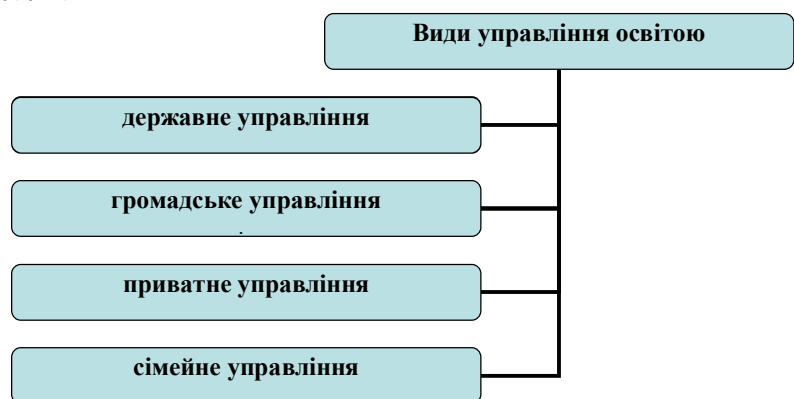 Види управління освітою
державне управління
громадське управління
.
приватне управління
сімейне управління